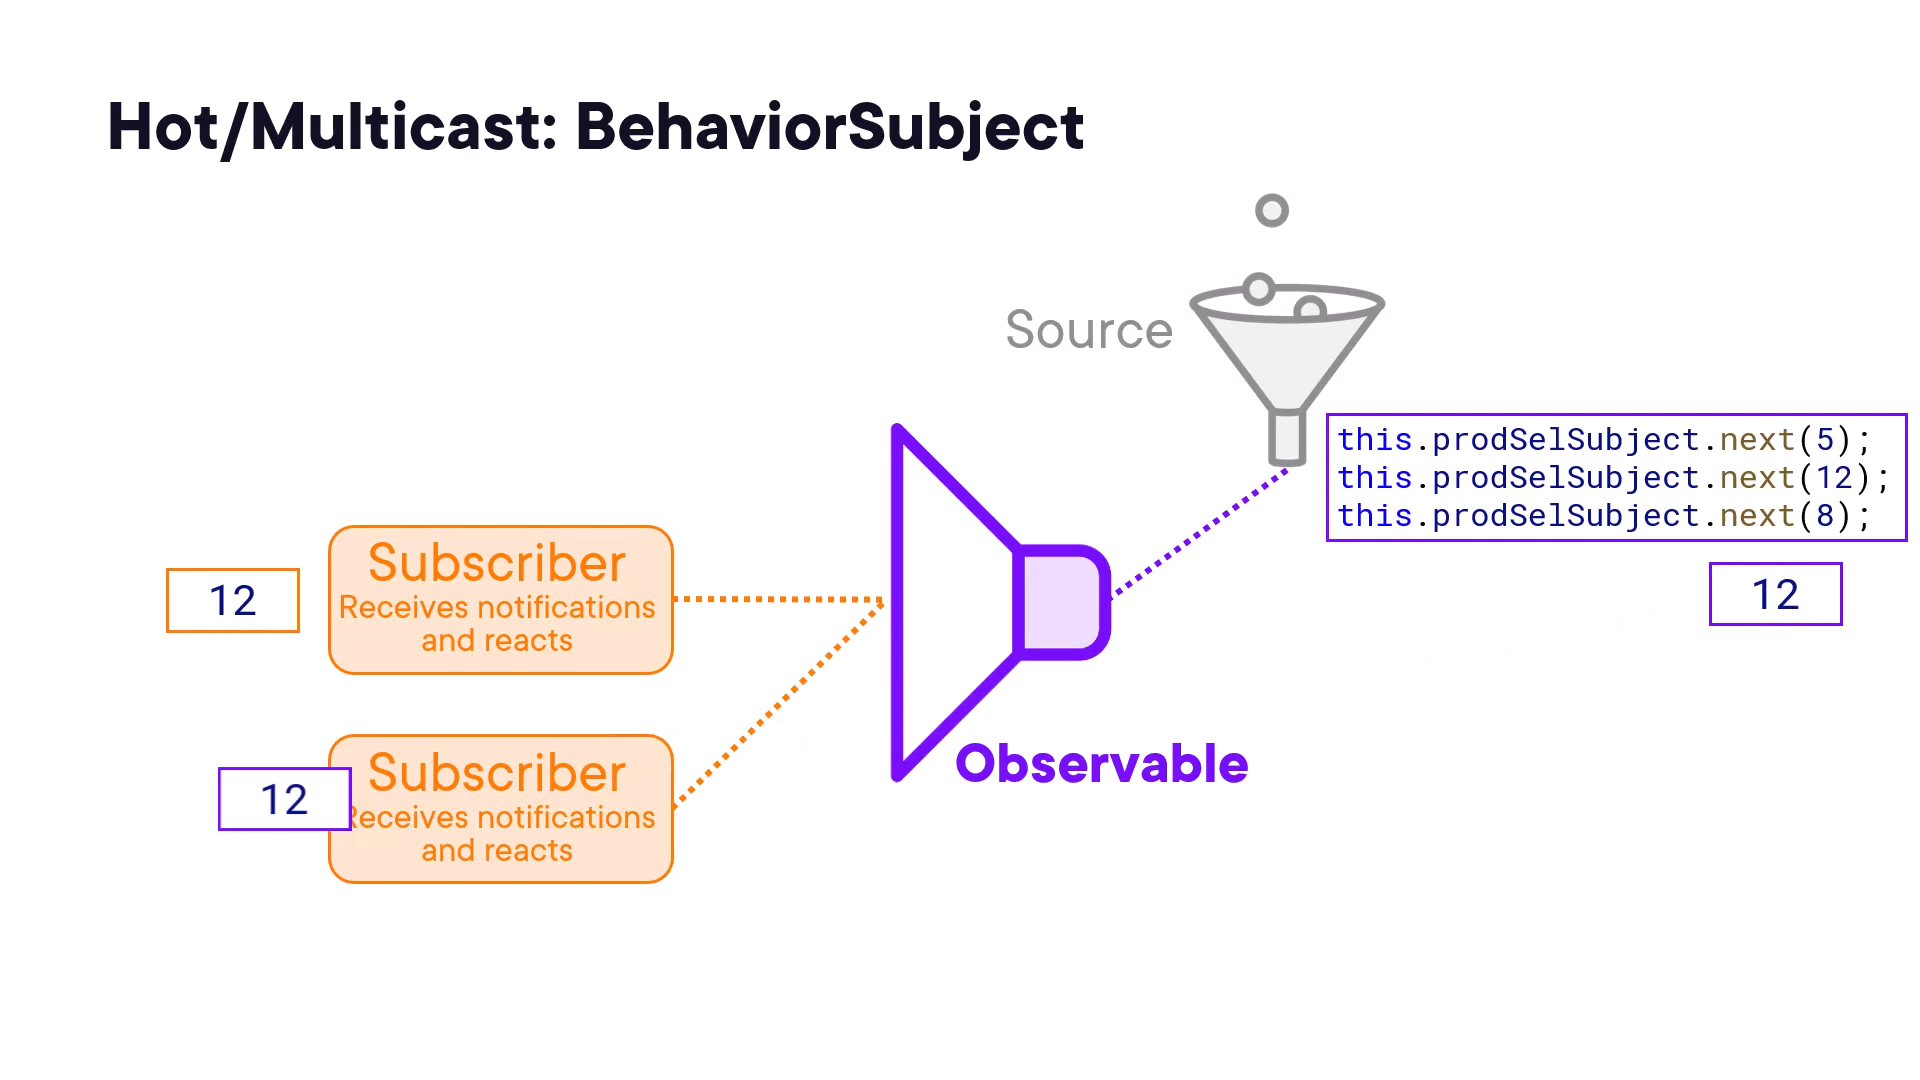 Hot/Multicast: BehaviorSubject
Source
this.prodSelSubject.next(5);
this.prodSelSubject.next(12);
this.prodSelSubject.next(8);
12
12
Subscriber
Receives notifications
and reacts
Observable
12
Subscriber
Receives notifications
and reacts